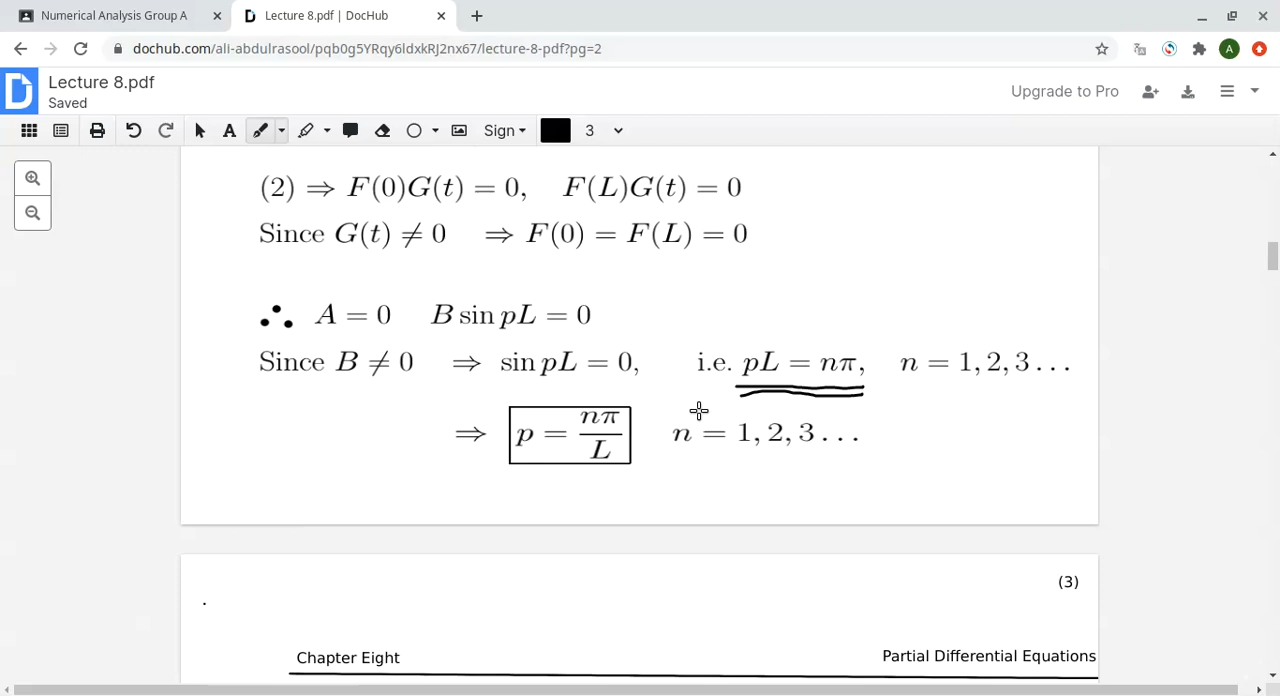 Numerical Analysis Group A
Lecture 8.pdf | DocHub
dochub.com/ali-abdulrasool/pqb0g5YRqy6ldxkRJ2nx67/lecture-8-pdf?pg=2
A
Lecture 8.pdf
Saved
Upgrade to Pro
A
Sign
3
(2) ⇒ F(0)G(t) = 0, F(L)G(t) = 0
Since G(t) ≠ 0 ⇒ F(0) = F(L) = 0
∴ A = 0 B sin pL = 0
Since B ≠ 0 ⇒ sin pL = 0, i.e. pL = nπ, n = 1, 2, 3 . . .
⇒ p = nπ/L n = 1, 2, 3 . . .
(3)
.
Chapter Eight
Partial Differential Equations